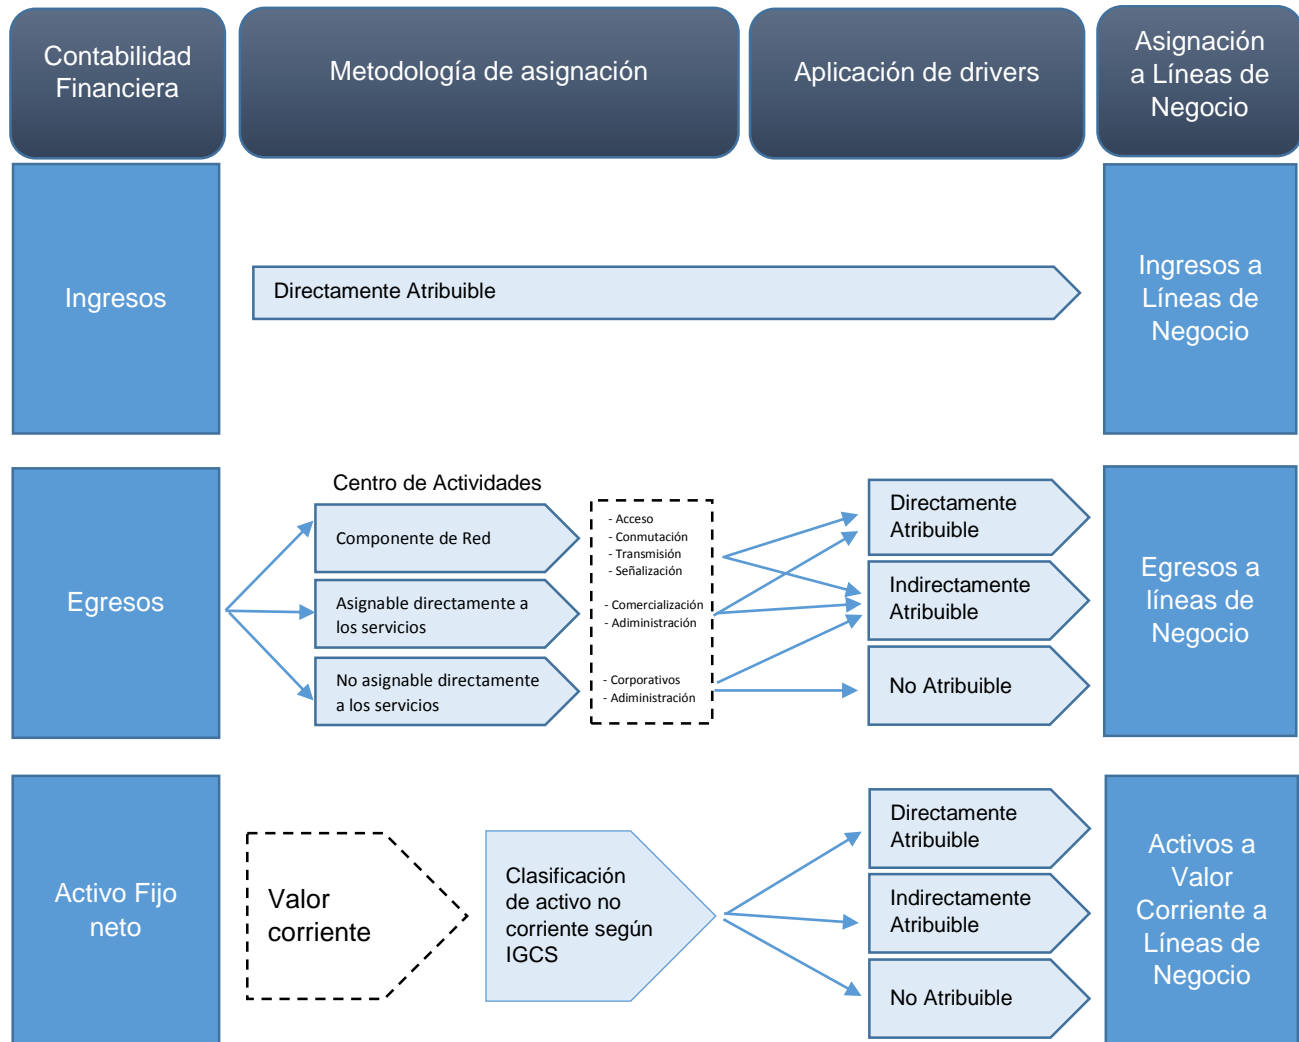 Contabilidad
Financiera
Metodología de asignación
Aplicación de drivers
Asignación
a Líneas de
Negocio
Ingresos
Directamente Atribuible
Ingresos a
Líneas de
Negocio
Egresos
Centro de Actividades
Componente de Red
Asignable directamente a
los servicios
No asignable directamente
a los servicios
- Acceso
- Conmutación
- Transmisión
- Señalización
- Comercialización
- Adiministración
- Corporativos
- Adiministración
Directamente
Atribuible
Indirectamente
Atribuible
No Atribuible
Egresos a
líneas de
Negocio
Activo Fijo
neto
Valor
corriente
Clasificación
de activo no
corriente según
IGCS
Directamente
Atribuible
Indirectamente
Atribuible
No Atribuible
Activos a
Valor
Corriente a
Líneas de
Negocio